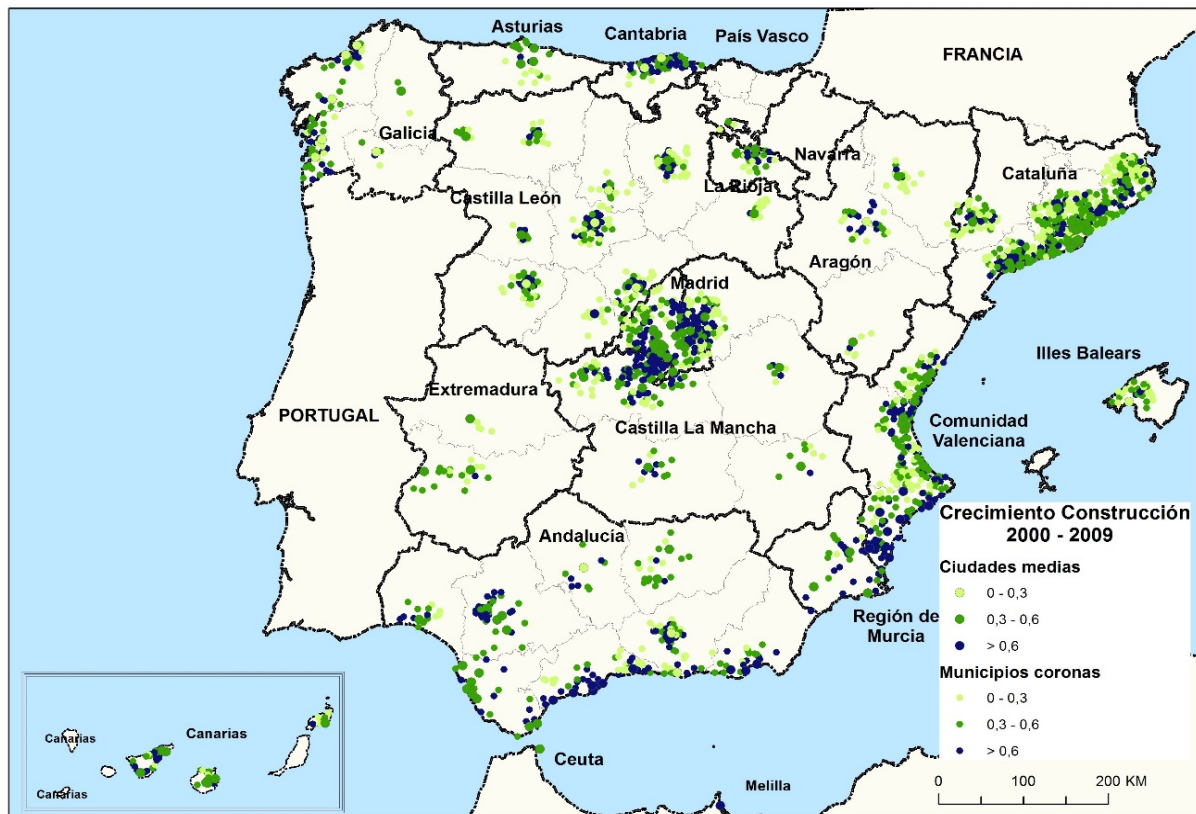 Asturias
Cantabria
País Vasco
FRANCIA
Galicia
Navarra
La Rioja
Cataluña
Castilla León
Aragón
Madrid
Illes Balears
Extremadura
PORTUGAL
Castilla La Mancha
Comunidad
Valenciana
Andalucía
Región de
Murcia
Crecimiento Construcción
2000 - 2009
Ciudades medias
0 - 0,3
0,3 - 0,6
> 0,6
Municipios coronas
0 - 0,3
0,3 - 0,6
> 0,6
0 100 200 KM
Canarias
Canarias
Canarias
Ceuta
Melilla